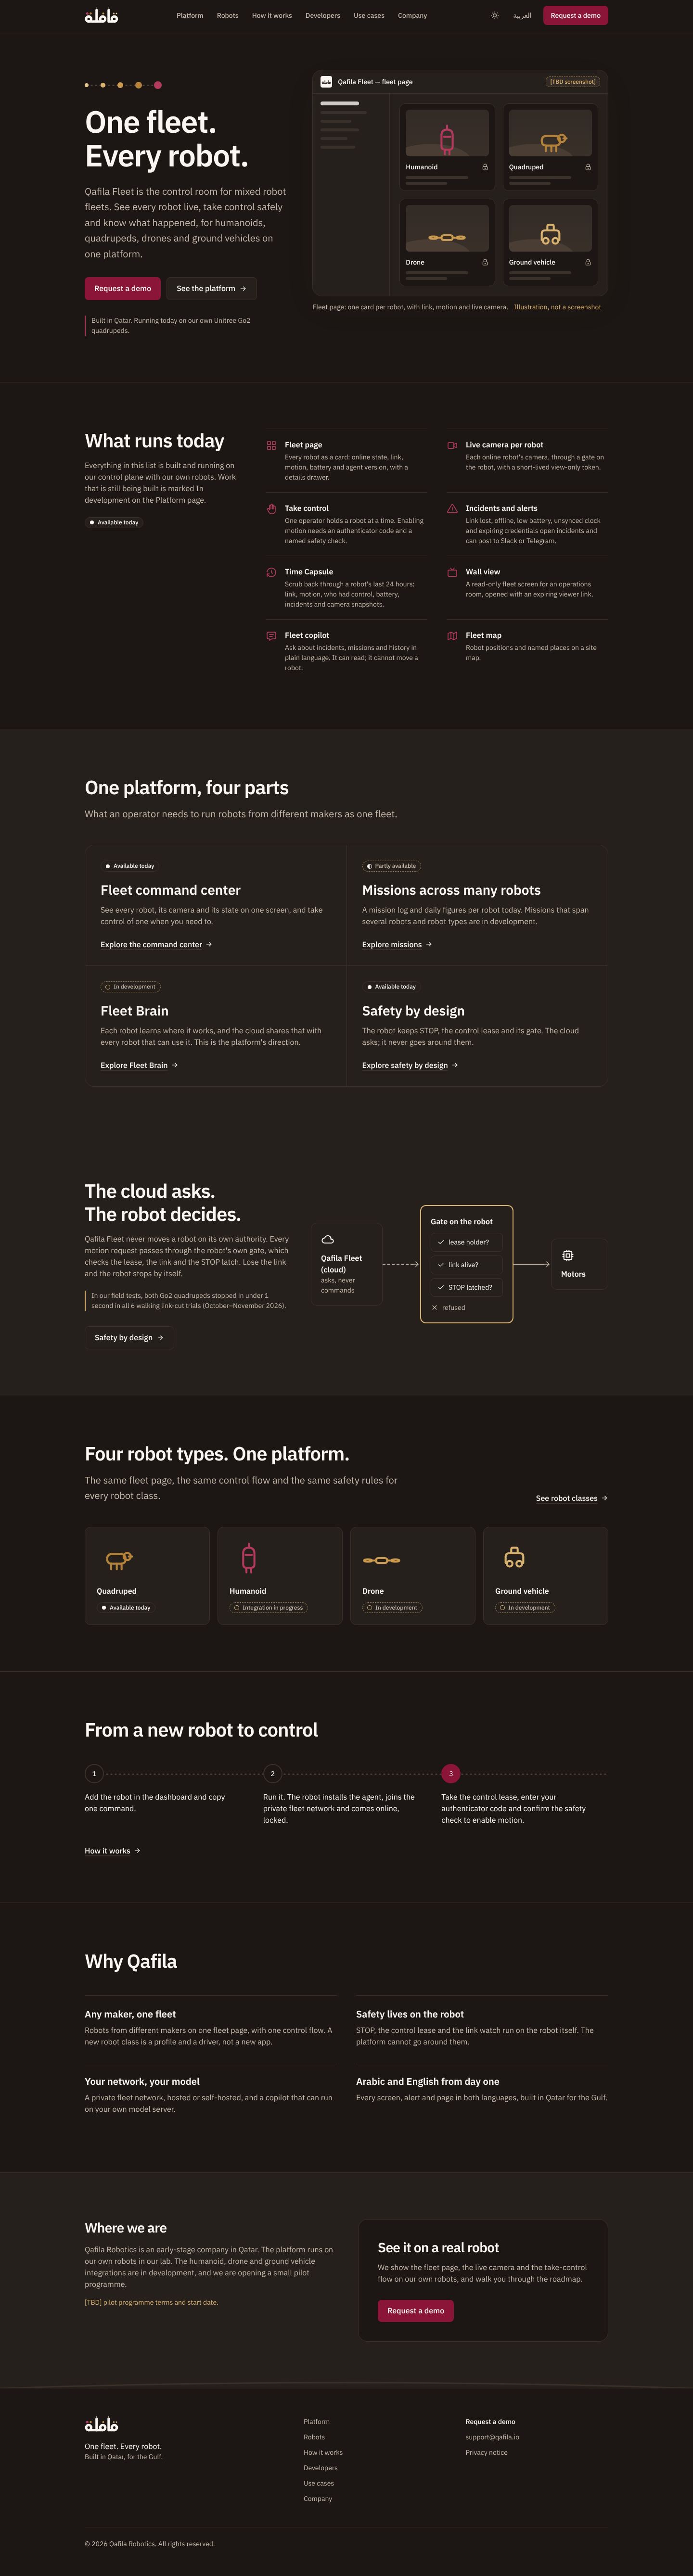 قافلة
Platform
Robots
How it works
Developers
Use cases
Company
العربية
Request a demo
One fleet.
Every robot.
Qafila Fleet is the control room for mixed robot
fleets. See every robot live, take control safely
and know what happened, for humanoids,
quadrupeds, drones and ground vehicles on
one platform.
Request a demo
See the platform →
Built in Qatar. Running today on our own Unitree Go2
quadrupeds.
قافلة
Qafila Fleet — fleet page
[TBD screenshot]
Humanoid
Quadruped
Drone
Ground vehicle
Fleet page: one card per robot, with link, motion and live camera. Illustration, not a screenshot
What runs today
Everything in this list is built and running on
our control plane with our own robots. Work
that is still being built is marked In
development on the Platform page.
Available today
Fleet page
Every robot as a card: online state, link,
motion, battery and agent version, with a
details drawer.
Live camera per robot
Each online robot's camera, through a gate on
the robot, with a short-lived view-only token.
Take control
One operator holds a robot at a time. Enabling
motion needs an authenticator code and a
named safety check.
Incidents and alerts
Link lost, offline, low battery, unsynced clock
and expiring credentials open incidents and
can post to Slack or Telegram.
Time Capsule
Scrub back through a robot's last 24 hours:
link, motion, who had control, battery,
incidents and camera snapshots.
Wall view
A read-only fleet screen for an operations
room, opened with an expiring viewer link.
Fleet copilot
Ask about incidents, missions and history in
plain language. It can read; it cannot move a
robot.
Fleet map
Robot positions and named places on a site
map.
One platform, four parts
What an operator needs to run robots from different makers as one fleet.
Available today
Fleet command center
See every robot, its camera and its state on one screen, and take
control of one when you need to.
Explore the command center →
Partly available
Missions across many robots
A mission log and daily figures per robot today. Missions that span
several robots and robot types are in development.
Explore missions →
In development
Fleet Brain
Each robot learns where it works, and the cloud shares that with
every robot that can use it. This is the platform's direction.
Explore Fleet Brain →
Available today
Safety by design
The robot keeps STOP, the control lease and its gate. The cloud
asks; it never goes around them.
Explore safety by design →
The cloud asks.
The robot decides.
Qafila Fleet never moves a robot on its own authority. Every
motion request passes through the robot's own gate, which
checks the lease, the link and the STOP latch. Lose the link
and the robot stops by itself.
In our field tests, both Go2 quadrupeds stopped in under 1
second in all 6 walking link-cut trials (October–November 2026).
Safety by design →
Qafila Fleet
(cloud)
asks, never
commands
Gate on the robot
lease holder?
link alive?
STOP latched?
refused
Motors
Four robot types. One platform.
The same fleet page, the same control flow and the same safety rules for
every robot class.
See robot classes →
Quadruped
Available today
Humanoid
Integration in progress
Drone
In development
Ground vehicle
In development
From a new robot to control
1
Add the robot in the dashboard and copy
one command.
2
Run it. The robot installs the agent, joins the
private fleet network and comes online,
locked.
3
Take the control lease, enter your
authenticator code and confirm the safety
check to enable motion.
How it works →
Why Qafila
Any maker, one fleet
Robots from different makers on one fleet page, with one control flow. A
new robot class is a profile and a driver, not a new app.
Safety lives on the robot
STOP, the control lease and the link watch run on the robot itself. The
platform cannot go around them.
Your network, your model
A private fleet network, hosted or self-hosted, and a copilot that can run
on your own model server.
Arabic and English from day one
Every screen, alert and page in both languages, built in Qatar for the Gulf.
Where we are
Qafila Robotics is an early-stage company in Qatar. The platform runs on
our own robots in our lab. The humanoid, drone and ground vehicle
integrations are in development, and we are opening a small pilot
programme.
[TBD] pilot programme terms and start date.
See it on a real robot
We show the fleet page, the live camera and the take-control
flow on our own robots, and walk you through the roadmap.
Request a demo
قافلة
One fleet. Every robot.
Built in Qatar, for the Gulf.
Platform
Robots
How it works
Developers
Use cases
Company
Request a demo
support@qafila.io
Privacy notice
© 2026 Qafila Robotics. All rights reserved.